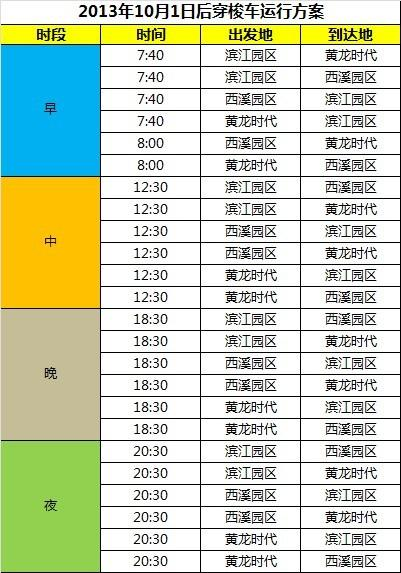 2013年10月1日后穿梭车运行方案
时段 时间 出发地 到达地
早
7:40 滨江园区 黄龙时代
7:40 滨江园区 西溪园区
7:40 西溪园区 滨江园区
7:40 黄龙时代 滨江园区
8:00 西溪园区 黄龙时代
8:00 黄龙时代 西溪园区
中
12:30 滨江园区 西溪园区
12:30 滨江园区 黄龙时代
12:30 西溪园区 滨江园区
12:30 西溪园区 黄龙时代
12:30 黄龙时代 滨江园区
12:30 黄龙时代 西溪园区
晚
18:30 滨江园区 西溪园区
18:30 滨江园区 黄龙时代
18:30 西溪园区 滨江园区
18:30 西溪园区 黄龙时代
18:30 黄龙时代 滨江园区
18:30 黄龙时代 西溪园区
夜
20:30 滨江园区 西溪园区
20:30 滨江园区 黄龙时代
20:30 西溪园区 滨江园区
20:30 西溪园区 黄龙时代
20:30 黄龙时代 滨江园区
20:30 黄龙时代 西溪园区